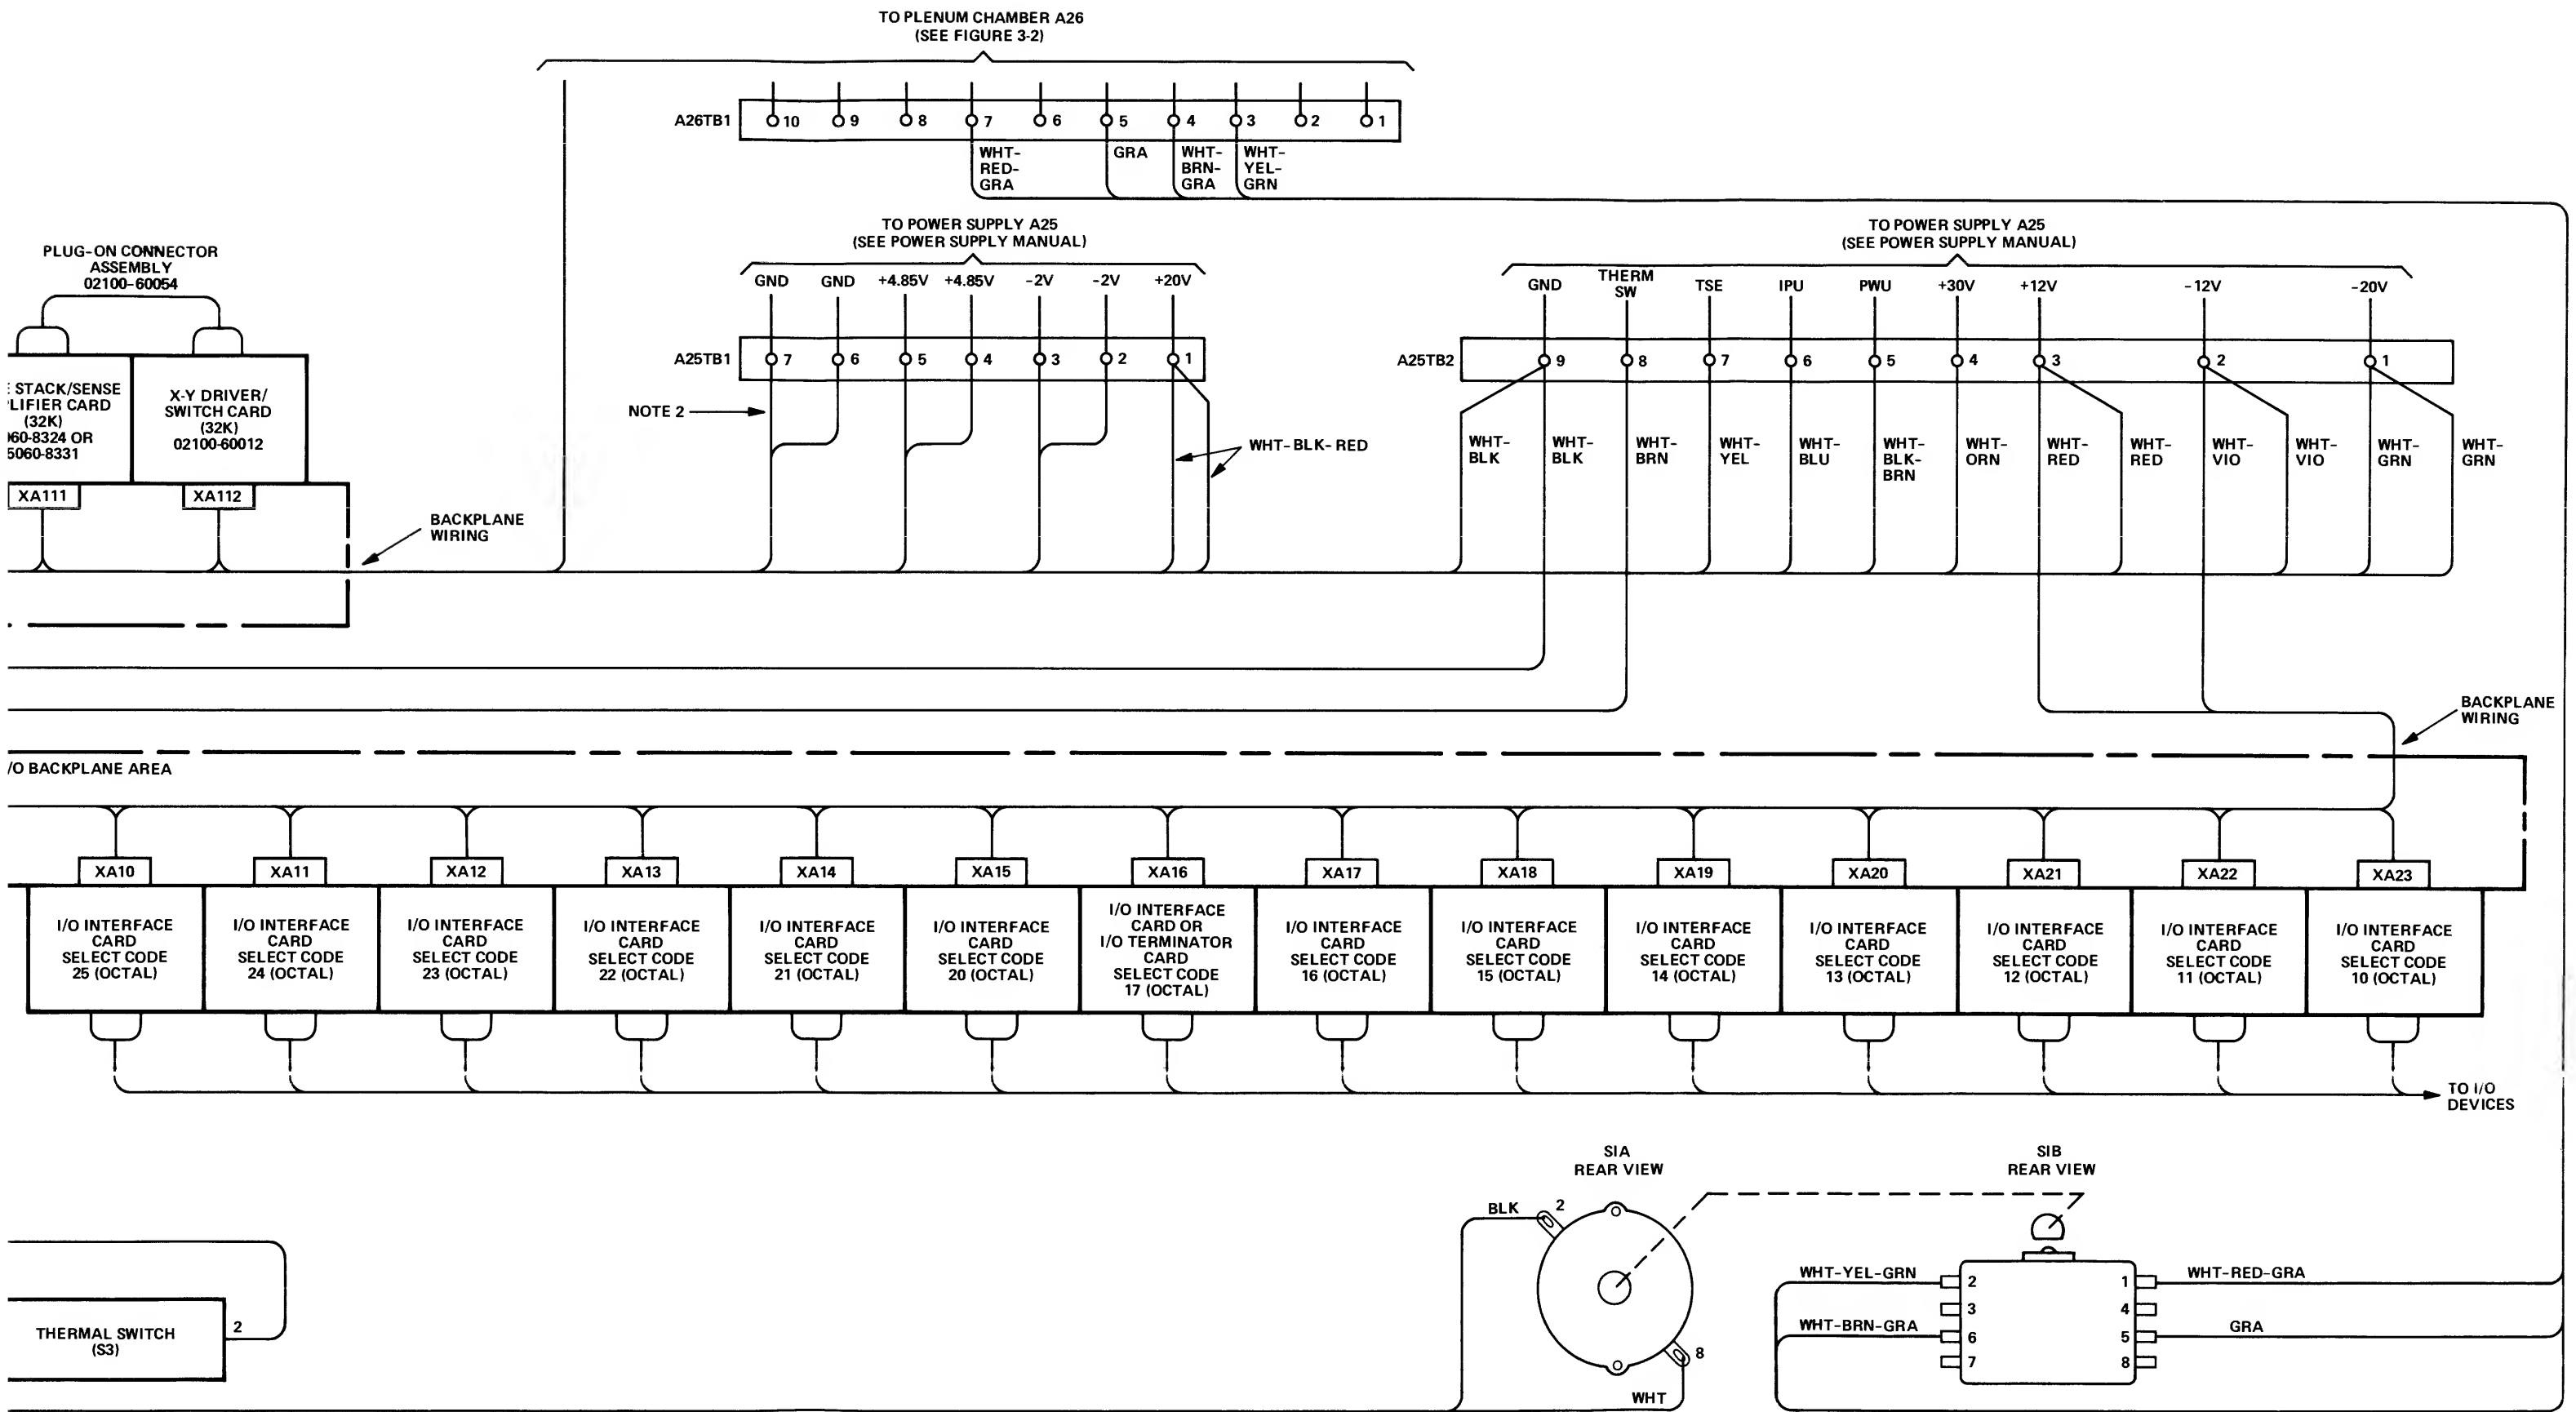 TO PLENUM CHAMBER A26
(SEE FIGURE 3-2)
A26TB1
10
9
8
7
6
5
4
3
2
1
WHT-
RED-
GRA
GRA
WHT-
BRN-
GRA
WHT-
YEL-
GRN
TO POWER SUPPLY A25
(SEE POWER SUPPLY MANUAL)
GND
GND
+4.85V
+4.85V
-2V
-2V
+20V
A25TB1
7
6
5
4
3
2
1
NOTE 2
WHT-BLK-RED
TO POWER SUPPLY A25
(SEE POWER SUPPLY MANUAL)
GND
THERM
SW
TSE
IPU
PWU
+30V
+12V
-12V
-20V
A25TB2
9
8
7
6
5
4
3
2
1
WHT-
BLK
WHT-
BLK
WHT-
BRN
WHT-
YEL
WHT-
BLU
WHT-
BLK-
BRN
WHT-
ORN
WHT-
RED
WHT-
RED
WHT-
VIO
WHT-
VIO
WHT-
GRN
WHT-
GRN
PLUG-ON CONNECTOR
ASSEMBLY
02100-60054
E STACK/SENSE
LIFIER CARD
(32K)
060-8324 OR
5060-8331
X-Y DRIVER/
SWITCH CARD
(32K)
02100-60012
XA111
XA112
BACKPLANE
WIRING
BACKPLANE
WIRING
/O BACKPLANE AREA
XA10
XA11
XA12
XA13
XA14
XA15
XA16
XA17
XA18
XA19
XA20
XA21
XA22
XA23
I/O INTERFACE
CARD
SELECT CODE
25 (OCTAL)
I/O INTERFACE
CARD
SELECT CODE
24 (OCTAL)
I/O INTERFACE
CARD
SELECT CODE
23 (OCTAL)
I/O INTERFACE
CARD
SELECT CODE
22 (OCTAL)
I/O INTERFACE
CARD
SELECT CODE
21 (OCTAL)
I/O INTERFACE
CARD
SELECT CODE
20 (OCTAL)
I/O INTERFACE
CARD OR
I/O TERMINATOR
CARD
SELECT CODE
17 (OCTAL)
I/O INTERFACE
CARD
SELECT CODE
16 (OCTAL)
I/O INTERFACE
CARD
SELECT CODE
15 (OCTAL)
I/O INTERFACE
CARD
SELECT CODE
14 (OCTAL)
I/O INTERFACE
CARD
SELECT CODE
13 (OCTAL)
I/O INTERFACE
CARD
SELECT CODE
12 (OCTAL)
I/O INTERFACE
CARD
SELECT CODE
11 (OCTAL)
I/O INTERFACE
CARD
SELECT CODE
10 (OCTAL)
TO I/O
DEVICES
SIA
REAR VIEW
BLK
2
8
WHT
SIB
REAR VIEW
WHT-YEL-GRN
2
1
WHT-RED-GRA
3
4
WHT-BRN-GRA
6
5
GRA
7
8
THERMAL SWITCH
(S3)
2